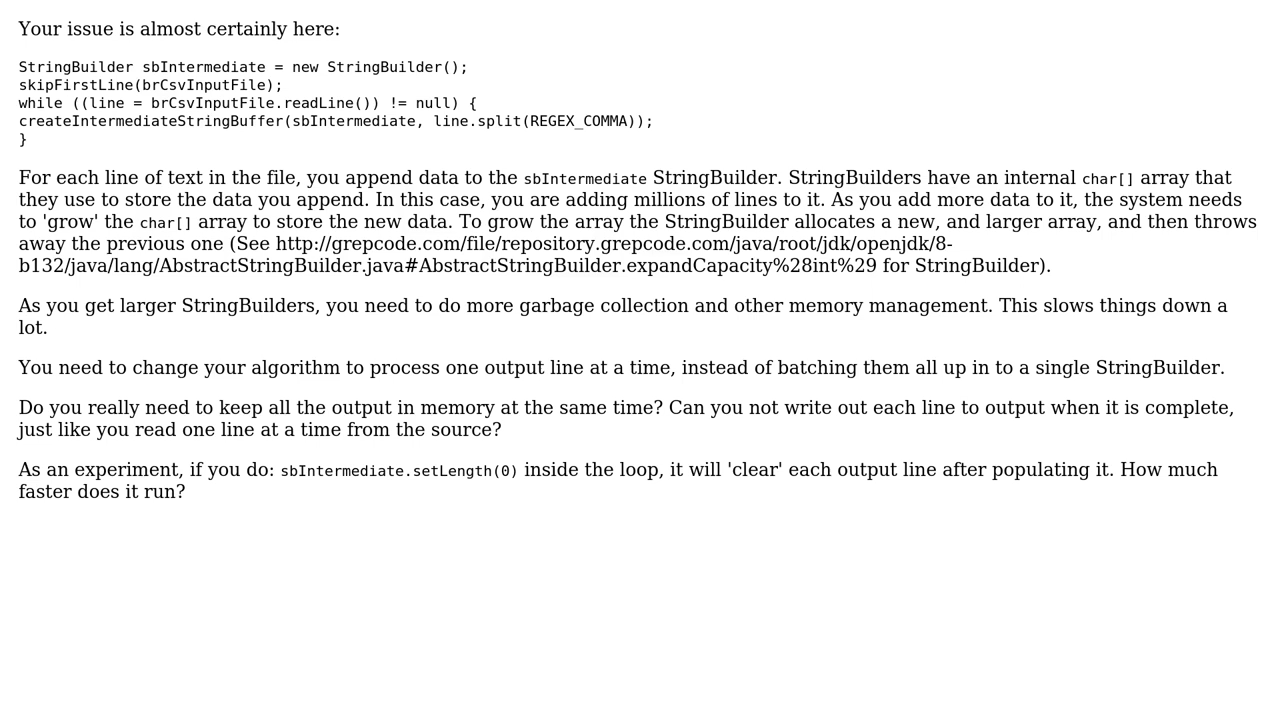 Your issue is almost certainly here:
StringBuilder sbIntermediate = new StringBuilder();
skipFirstLine(brCsvInputFile);
while ((line = brCsvInputFile.readLine()) != null) {
createIntermediateStringBuffer(sbIntermediate, line.split(REGEX_COMMA));
}
For each line of text in the file, you append data to the sbIntermediate StringBuilder. StringBuilders have an internal char[] array that
they use to store the data you append. In this case, you are adding millions of lines to it. As you add more data to it, the system needs
to 'grow' the char[] array to store the new data. To grow the array the StringBuilder allocates a new, and larger array, and then throws
away the previous one (See http://grepcode.com/file/repository.grepcode.com/java/root/jdk/openjdk/8-
b132/java/lang/AbstractStringBuilder.java#AbstractStringBuilder.expandCapacity%28int%29 for StringBuilder).
As you get larger StringBuilders, you need to do more garbage collection and other memory management. This slows things down a
lot.
You need to change your algorithm to process one output line at a time, instead of batching them all up in to a single StringBuilder.
Do you really need to keep all the output in memory at the same time? Can you not write out each line to output when it is complete,
just like you read one line at a time from the source?
As an experiment, if you do: sbIntermediate.setLength(0) inside the loop, it will 'clear' each output line after populating it. How much
faster does it run?